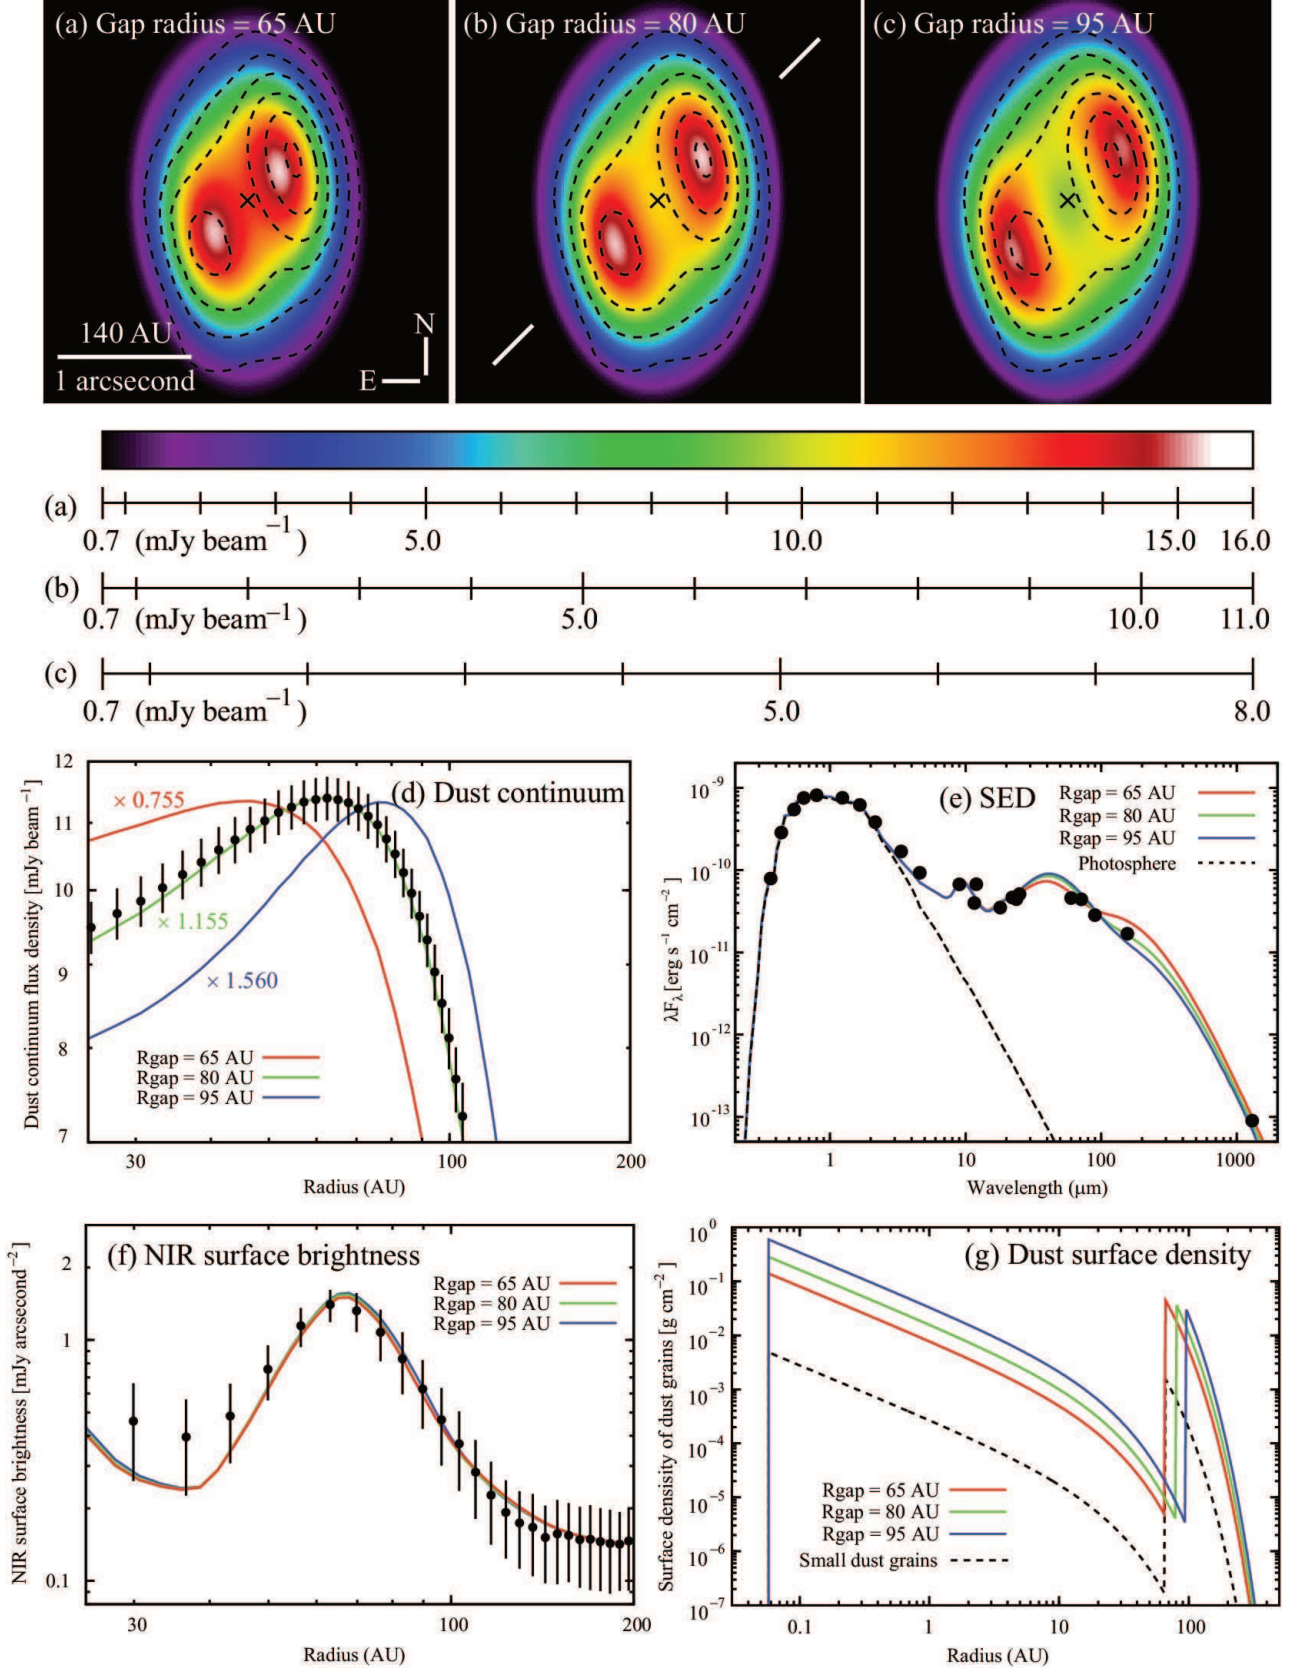 (a) Gap radius = 65 AU
(b) Gap radius = 80 AU
(c) Gap radius = 95 AU
140 AU
1 arcsecond
N
E
(a)
0.7 (mJy beam−1) 5.0 10.0 15.0 16.0
(b)
0.7 (mJy beam−1) 5.0 10.0 11.0
(c)
0.7 (mJy beam−1) 5.0 8.0
(d) Dust continuum
Dust continuum flux density [mJy beam−1]
12
11
10
9
8
7
× 0.755
× 1.155
× 1.560
Rgap = 65 AU
Rgap = 80 AU
Rgap = 95 AU
30 100 200
Radius (AU)
(e) SED
λFλ [erg s−1 cm−2]
10−9
10−10
10−11
10−12
10−13
Rgap = 65 AU
Rgap = 80 AU
Rgap = 95 AU
Photosphere
1 10 100 1000
Wavelength (μm)
(f) NIR surface brightness
NIR surface brightness [mJy arcsecond−2]
2
1
0.1
Rgap = 65 AU
Rgap = 80 AU
Rgap = 95 AU
30 100 200
Radius (AU)
(g) Dust surface density
Surface densisity of dust grains [g cm−2]
10 0
10−1
10−2
10−3
10−4
10−5
10−6
10−7
Rgap = 65 AU
Rgap = 80 AU
Rgap = 95 AU
Small dust grains
0.1 1 10 100
Radius (AU)